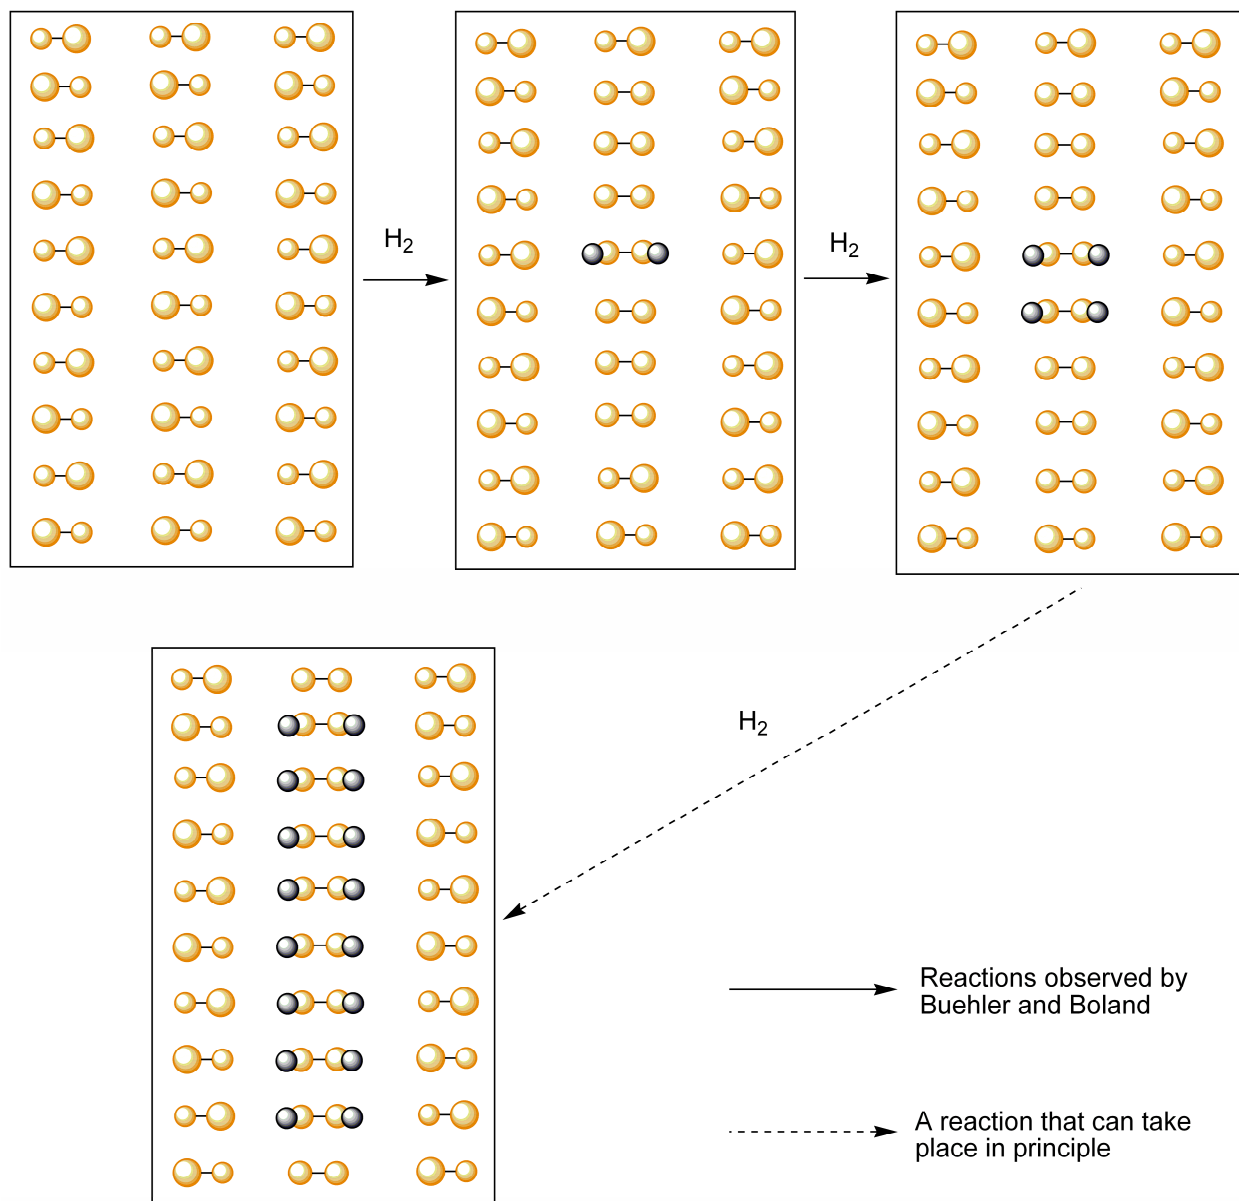 H2
H2
H2
Reactions observed by
Buehler and Boland
A reaction that can take
place in principle